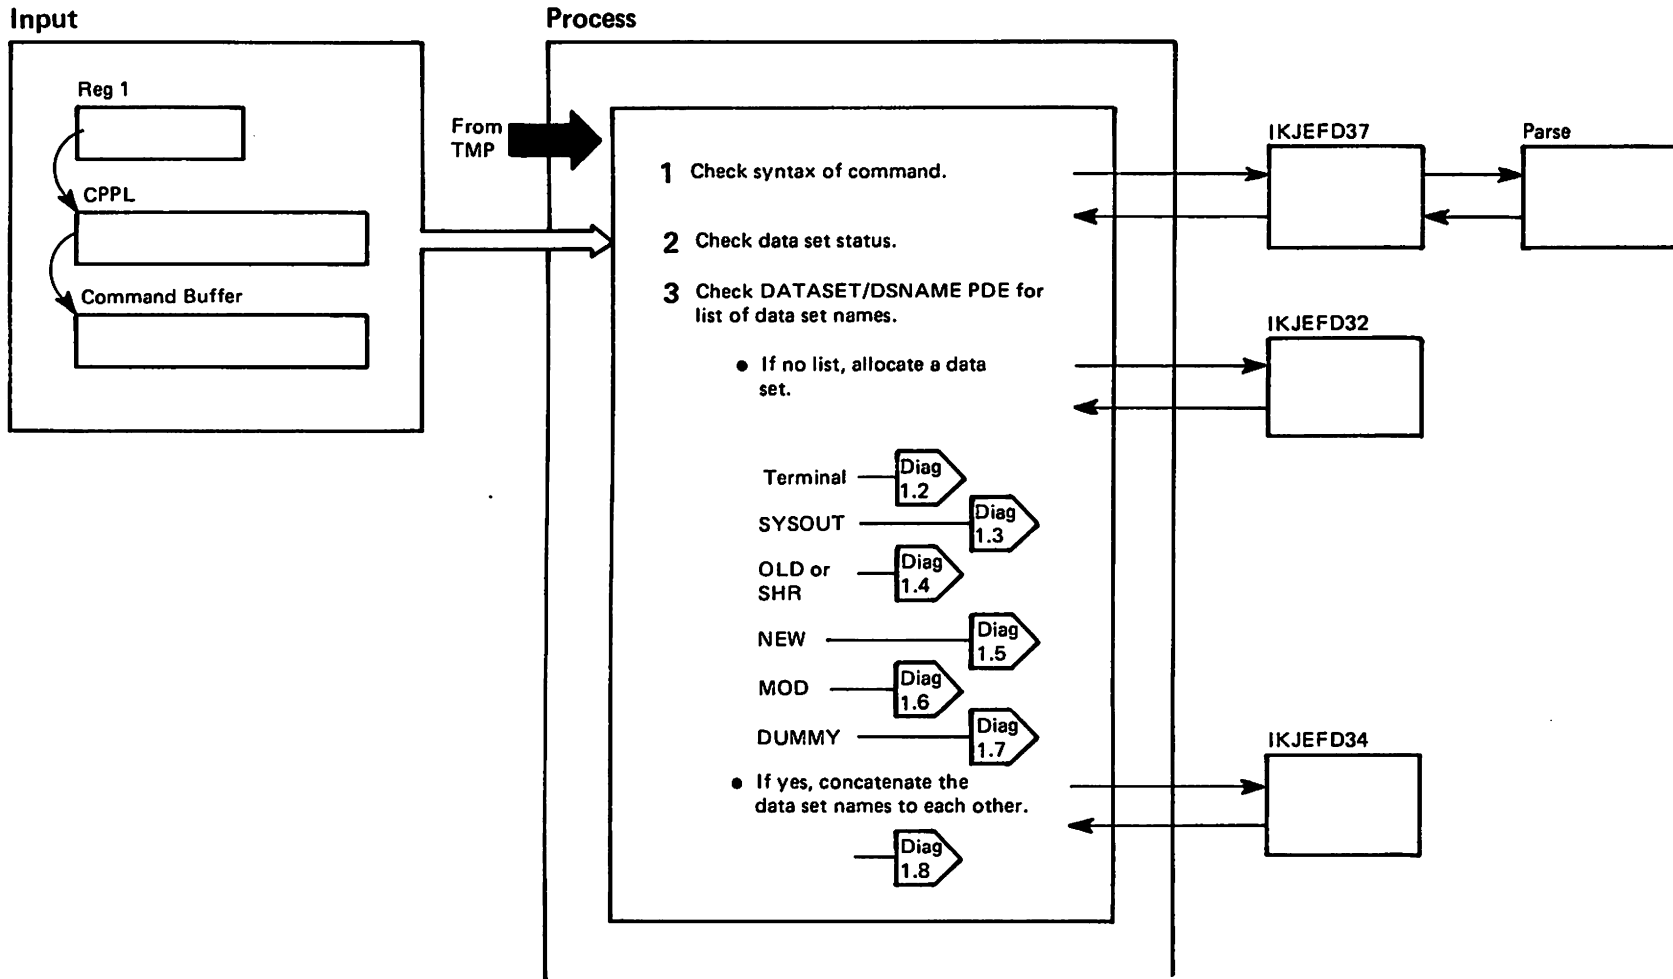 Input
Process
Reg 1
CPPL
Command Buffer
From
TMP
1 Check syntax of command.
2 Check data set status.
3 Check DATASET/DSNAME PDE for
list of data set names.
● If no list, allocate a data
set.
Terminal
Diag
1.2
SYSOUT
Diag
1.3
OLD or
SHR
Diag
1.4
NEW
Diag
1.5
MOD
Diag
1.6
DUMMY
Diag
1.7
● If yes, concatenate the
data set names to each other.
Diag
1.8
IKJEFD37
Parse
IKJEFD32
IKJEFD34